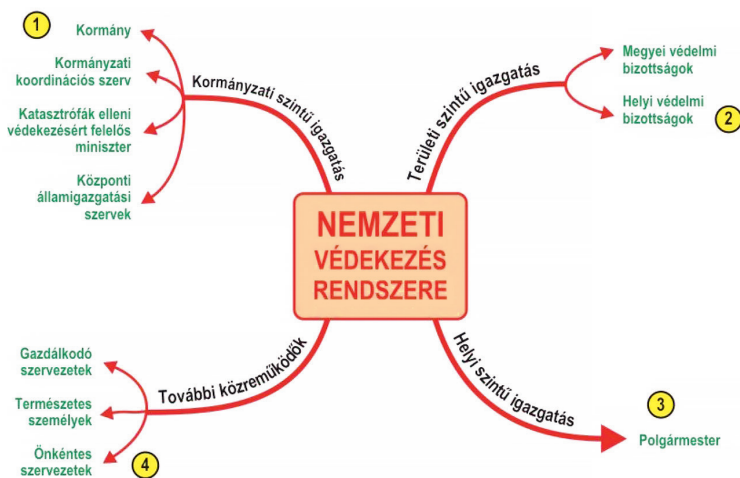 1
Kormány
Kormányzati
koordinációs szerv
Katasztrófák elleni
védekezésért felelős
miniszter
Központi
államigazgatási
szervek
Kormányzati szintű igazgatás
Területi szintű igazgatás
Megyei védelmi
bizottságok
Helyi védelmi
bizottságok
2
NEMZETI
VÉDEKEZÉS
RENDSZERE
Helyi szintű igazgatás
3
Polgármester
További közreműködők
Gazdálkodó
szervezetek
Természetes
személyek
Önkéntes
szervezetek
4